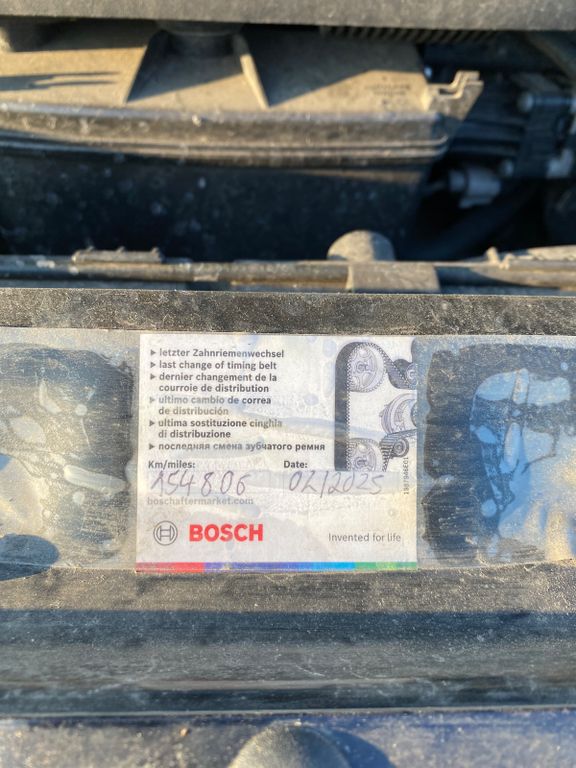 ▸ letzter Zahnriemenwechsel
▸ last change of timing belt
▸ dernier changement de la
courroie de distribution
▸ ultimo cambio de correa
de distribución
▸ ultima sostituzione cinghia
di distribuzione
▸ последняя смена зубчатого ремня
Km/miles: Date:
154806 02/2025
boschaftermarket.com
BOSCH
Invented for life